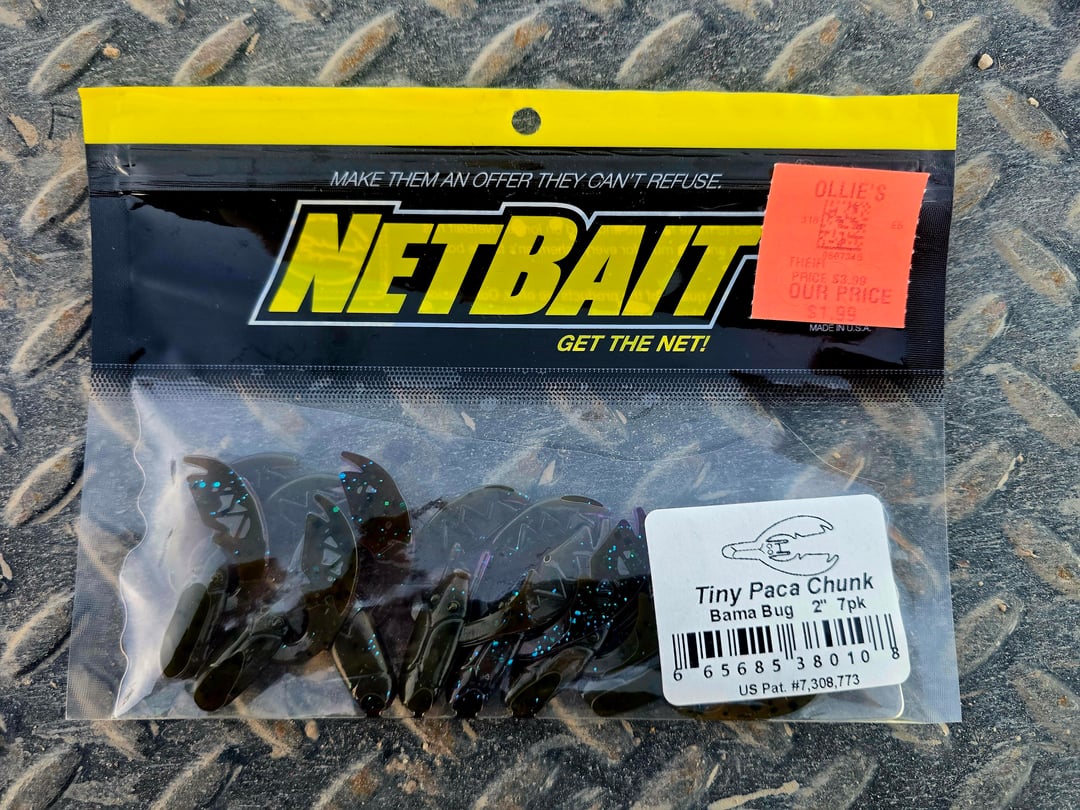 MAKE THEM AN OFFER THEY CAN'T REFUSE.
NETBAIT
GET THE NET!
OLLIE'S
THEIR
PRICE $3.99
OUR PRICE
$1.99
MADE IN U.S.A.
Tiny Paca Chunk
Bama Bug 2" 7pk
6 65685 38010 8
US Pat. #7,308,773